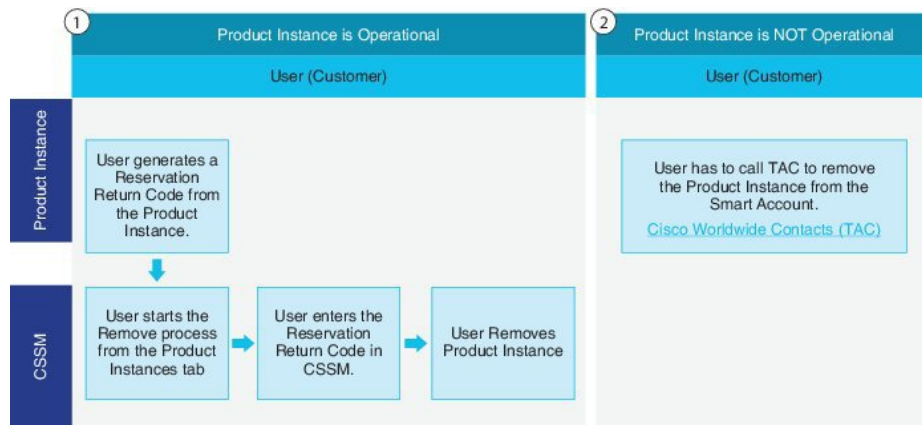 1
Product Instance is Operational
User (Customer)
2
Product Instance is NOT Operational
User (Customer)
Product Instance
User generates a
Reservation
Return Code from
the Product
Instance.
User has to call TAC to remove
the Product Instance from the
Smart Account.
Cisco Worldwide Contacts (TAC)
CSSM
User starts the
Remove process
from the Product
Instances tab
User enters the
Reservation
Return Code in
CSSM.
User Removes
Product Instance